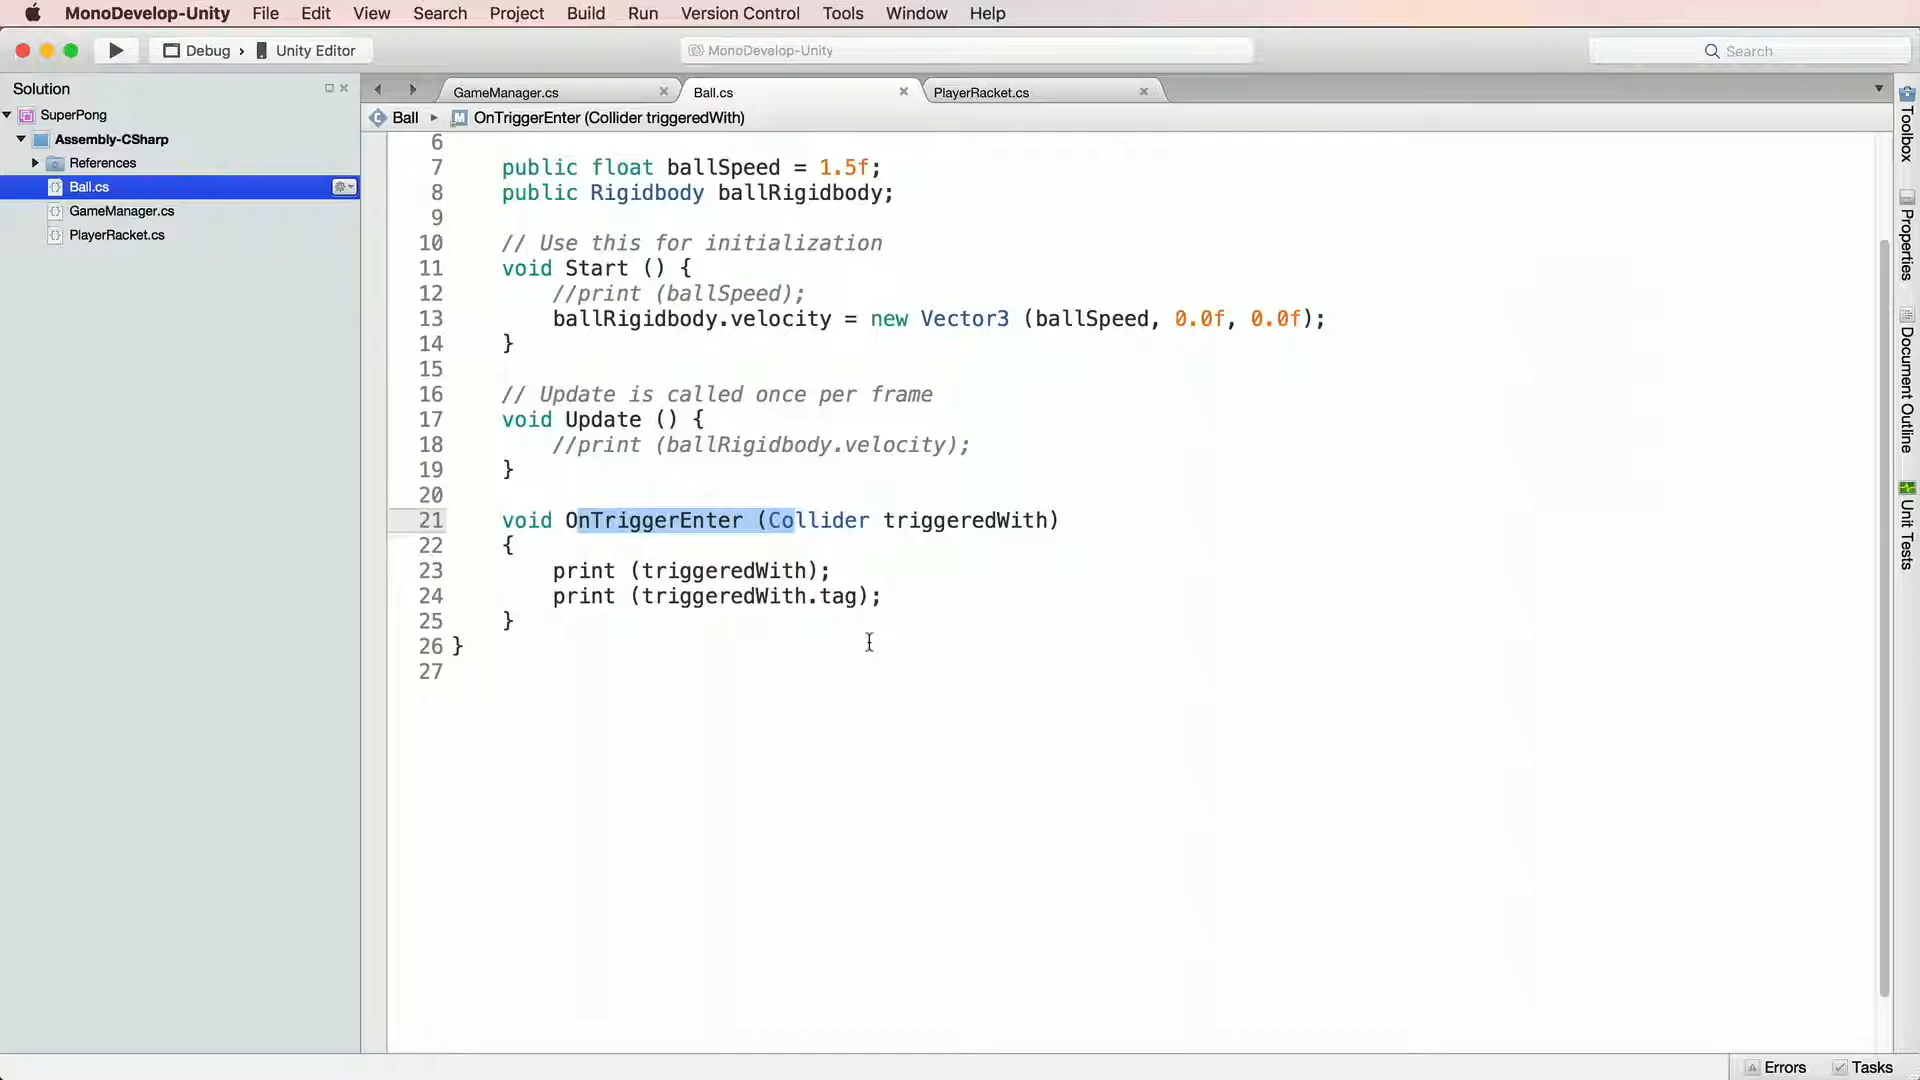 MonoDevelop-Unity File Edit View Search Project Build Run Version Control Tools Window Help
Debug › Unity Editor
MonoDevelop-Unity
Search
Solution
SuperPong
Assembly-CSharp
References
Ball.cs
GameManager.cs
PlayerRacket.cs
GameManager.cs
Ball.cs
PlayerRacket.cs
Ball
M OnTriggerEnter (Collider triggeredWith)
6
7 public float ballSpeed = 1.5f;
8 public Rigidbody ballRigidbody;
9
10 // Use this for initialization
11 void Start () {
12 //print (ballSpeed);
13 ballRigidbody.velocity = new Vector3 (ballSpeed, 0.0f, 0.0f);
14 }
15
16 // Update is called once per frame
17 void Update () {
18 //print (ballRigidbody.velocity);
19 }
20
21 void OnTriggerEnter (Collider triggeredWith)
22 {
23 print (triggeredWith);
24 print (triggeredWith.tag);
25 }
26 }
27
Toolbox
Properties
Document Outline
Unit Tests
Errors
Tasks